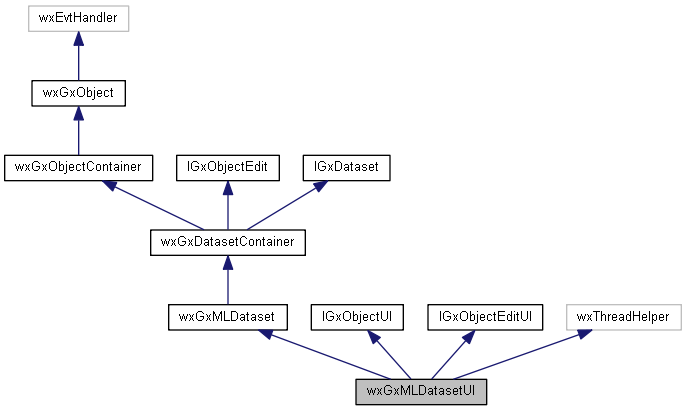 wxEvtHandler
wxGxObject
wxGxObjectContainer
IGxObjectEdit
IGxDataset
wxGxDatasetContainer
wxGxMLDataset
IGxObjectUI
IGxObjectEditUI
wxThreadHelper
wxGxMLDatasetUI